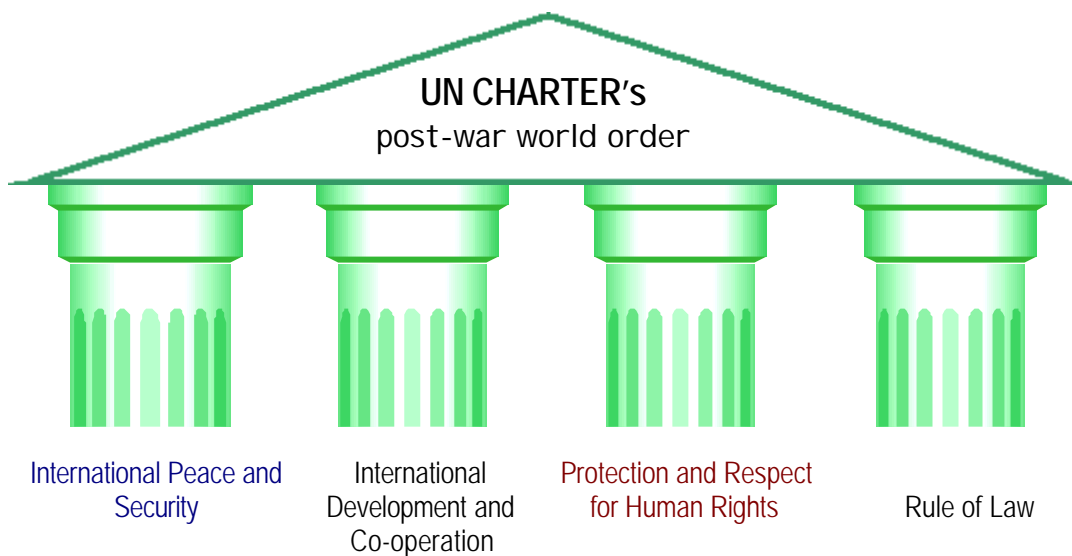 UN CHARTER's
post-war world order
International Peace and
Security
International
Development and
Co-operation
Protection and Respect
for Human Rights
Rule of Law